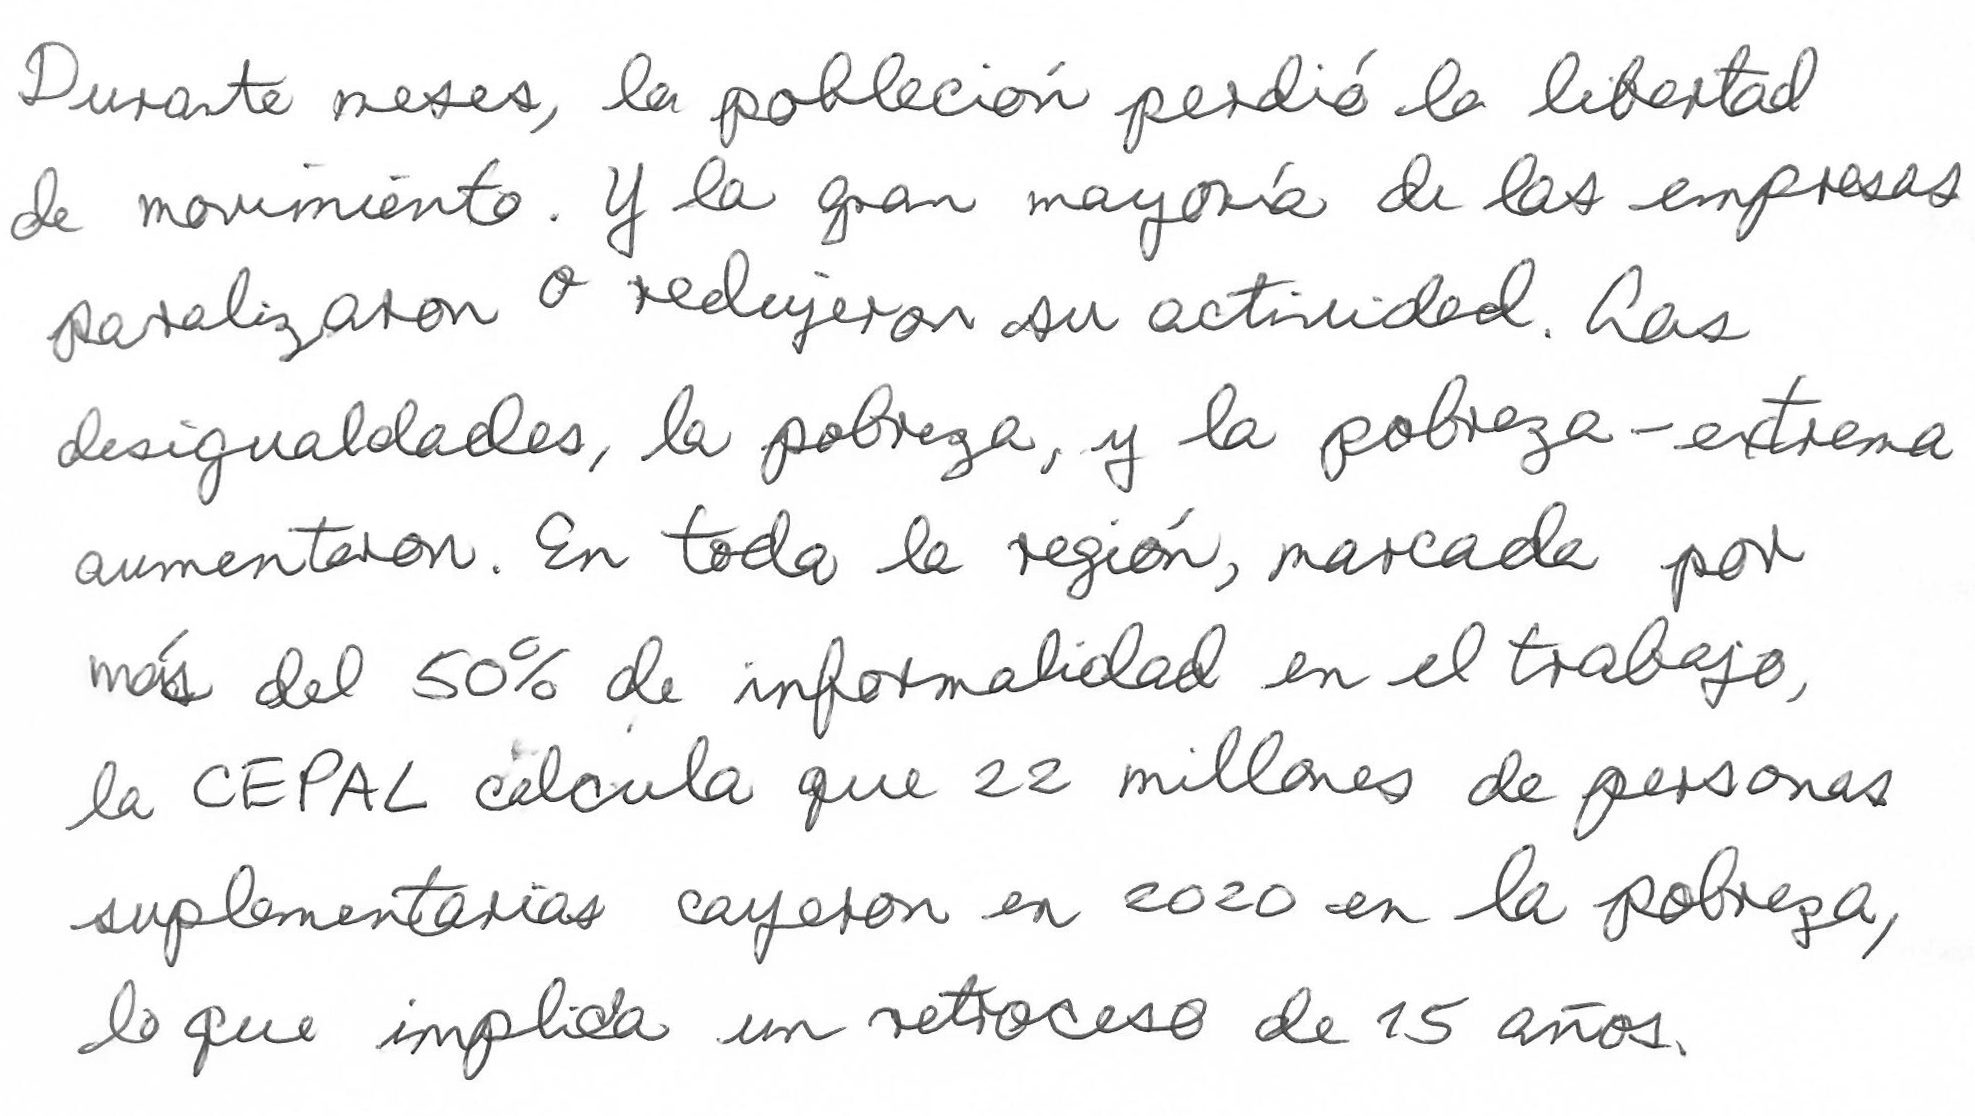 Durante meses, la población perdió la libertad
de movimiento. Y la gran mayoría de las empresas
paralizaron o redujeron su actividad. Las
desigualdades, la pobreza, y la pobreza-extrema
aumentaron. En toda la región, marcada por
más del 50% de informalidad en el trabajo,
la CEPAL calcula que 22 millones de personas
suplementarias cayeron en 2020 en la pobreza,
lo que implica un retroceso de 15 años.